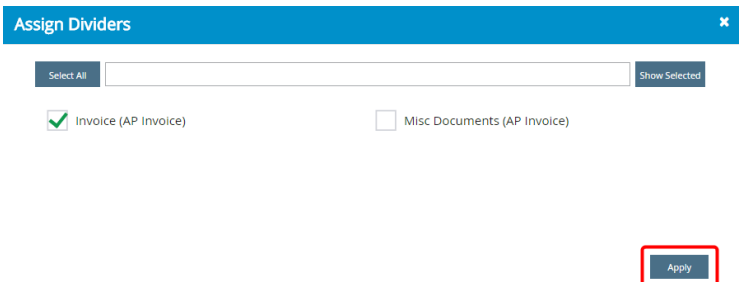 Assign Dividers
Select All
Show Selected
Invoice (AP Invoice)
Misc Documents (AP Invoice)
Apply